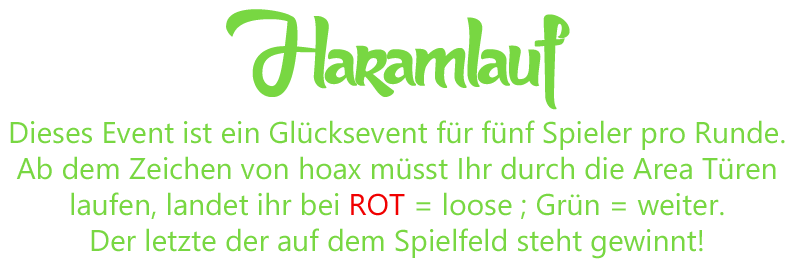 Haramlauf
Dieses Event ist ein Glücksevent für fünf Spieler pro Runde.
Ab dem Zeichen von hoax müsst Ihr durch die Area Türen
laufen, landet ihr bei ROT = loose ; Grün = weiter.
Der letzte der auf dem Spielfeld steht gewinnt!